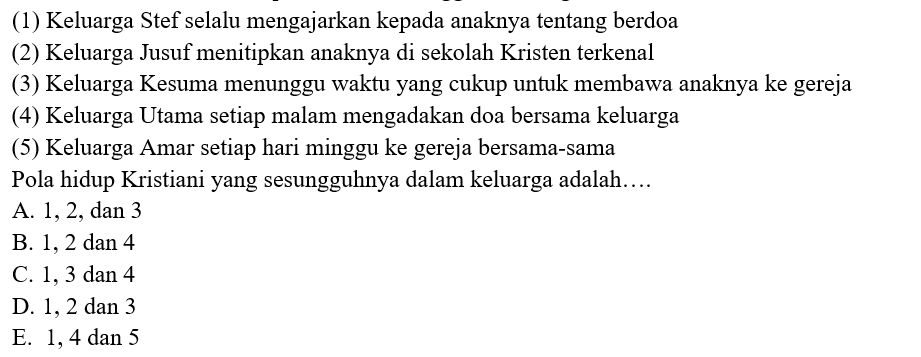 (1) Keluarga Stef selalu mengajarkan kepada anaknya tentang berdoa
(2) Keluarga Jusuf menitipkan anaknya di sekolah Kristen terkenal
(3) Keluarga Kesuma menunggu waktu yang cukup untuk membawa anaknya ke gereja
(4) Keluarga Utama setiap malam mengadakan doa bersama keluarga
(5) Keluarga Amar setiap hari minggu ke gereja bersama-sama
Pola hidup Kristiani yang sesungguhnya dalam keluarga adalah….
A. 1, 2, dan 3
B. 1, 2 dan 4
C. 1, 3 dan 4
D. 1, 2 dan 3
E. 1, 4 dan 5